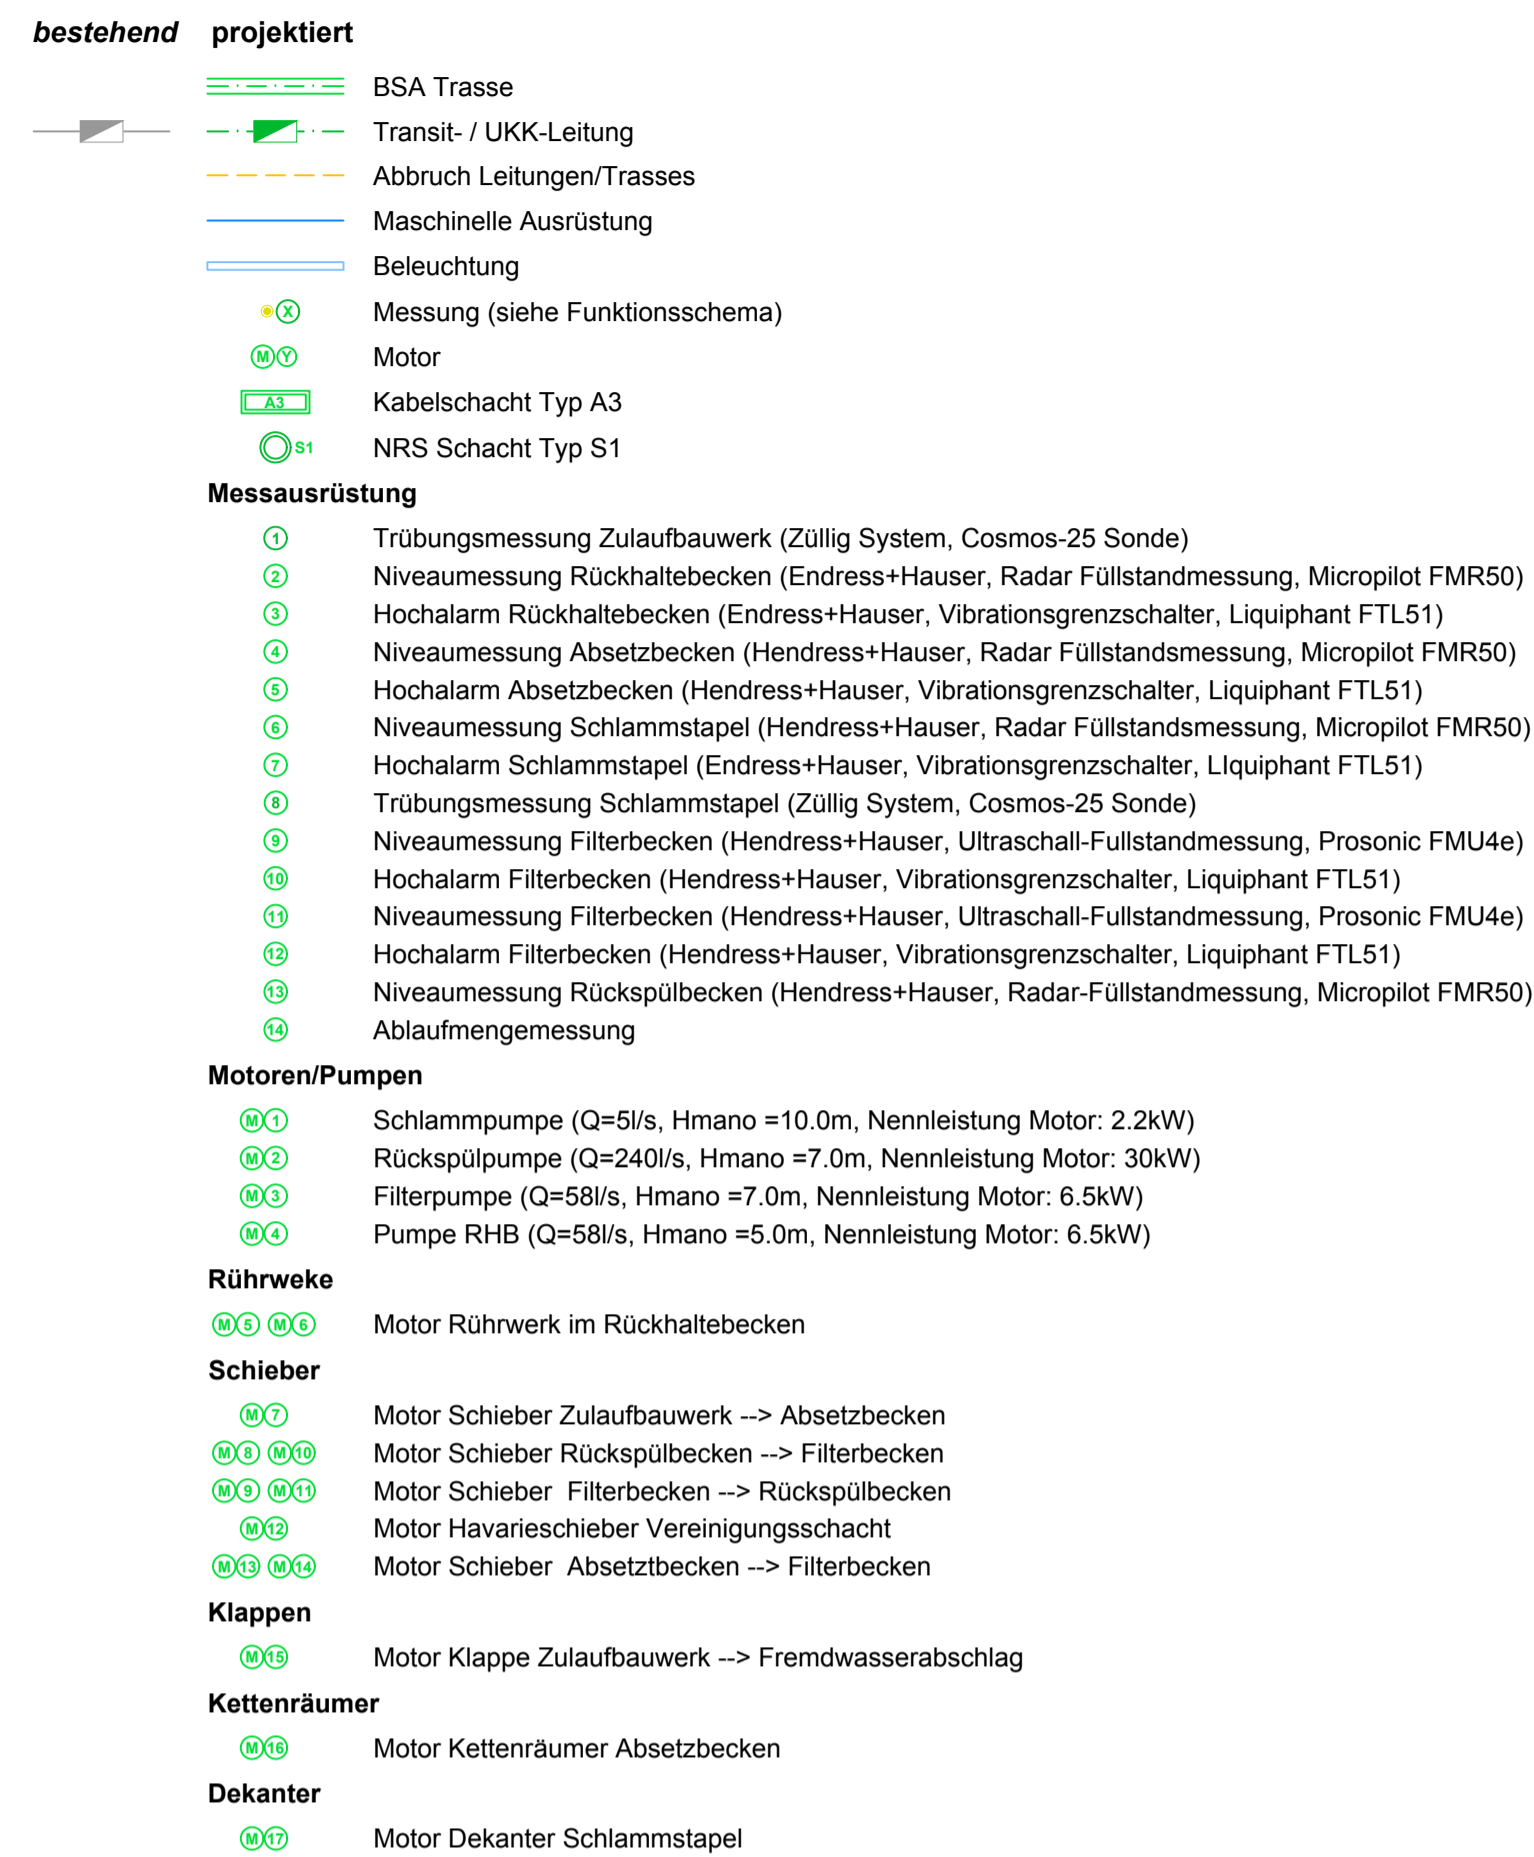 bestehend projektiert
BSA Trasse
Transit- / UKK-Leitung
Abbruch Leitungen/Trasses
Maschinelle Ausrüstung
Beleuchtung
X Messung (siehe Funktionsschema)
M Y Motor
A3 Kabelschacht Typ A3
S1 NRS Schacht Typ S1
Messausrüstung
1 Trübungsmessung Zulaufbauwerk (Züllig System, Cosmos-25 Sonde)
2 Niveaumessung Rückhaltebecken (Endress+Hauser, Radar Füllstandmessung, Micropilot FMR50)
3 Hochalarm Rückhaltebecken (Endress+Hauser, Vibrationsgrenzschalter, Liquiphant FTL51)
4 Niveaumessung Absetzbecken (Hendress+Hauser, Radar Füllstandsmessung, Micropilot FMR50)
5 Hochalarm Absetzbecken (Hendress+Hauser, Vibrationsgrenzschalter, Liquiphant FTL51)
6 Niveaumessung Schlammstapel (Hendress+Hauser, Radar Füllstandsmessung, Micropilot FMR50)
7 Hochalarm Schlammstapel (Endress+Hauser, Vibrationsgrenzschalter, LIquiphant FTL51)
8 Trübungsmessung Schlammstapel (Züllig System, Cosmos-25 Sonde)
9 Niveaumessung Filterbecken (Hendress+Hauser, Ultraschall-Fullstandmessung, Prosonic FMU4e)
10 Hochalarm Filterbecken (Hendress+Hauser, Vibrationsgrenzschalter, Liquiphant FTL51)
11 Niveaumessung Filterbecken (Hendress+Hauser, Ultraschall-Fullstandmessung, Prosonic FMU4e)
12 Hochalarm Filterbecken (Hendress+Hauser, Vibrationsgrenzschalter, Liquiphant FTL51)
13 Niveaumessung Rückspülbecken (Hendress+Hauser, Radar-Füllstandmessung, Micropilot FMR50)
14 Ablaufmengemessung
Motoren/Pumpen
M 1 Schlammpumpe (Q=5l/s, Hmano =10.0m, Nennleistung Motor: 2.2kW)
M 2 Rückspülpumpe (Q=240l/s, Hmano =7.0m, Nennleistung Motor: 30kW)
M 3 Filterpumpe (Q=58l/s, Hmano =7.0m, Nennleistung Motor: 6.5kW)
M 4 Pumpe RHB (Q=58l/s, Hmano =5.0m, Nennleistung Motor: 6.5kW)
Rührweke
M 5 M 6 Motor Rührwerk im Rückhaltebecken
Schieber
M 7 Motor Schieber Zulaufbauwerk --> Absetzbecken
M 8 M 10 Motor Schieber Rückspülbecken --> Filterbecken
M 9 M 11 Motor Schieber Filterbecken --> Rückspülbecken
M 12 Motor Havarieschieber Vereinigungsschacht
M 13 M 14 Motor Schieber Absetztbecken --> Filterbecken
Klappen
M 15 Motor Klappe Zulaufbauwerk --> Fremdwasserabschlag
Kettenräumer
M 16 Motor Kettenräumer Absetzbecken
Dekanter
M 17 Motor Dekanter Schlammstapel